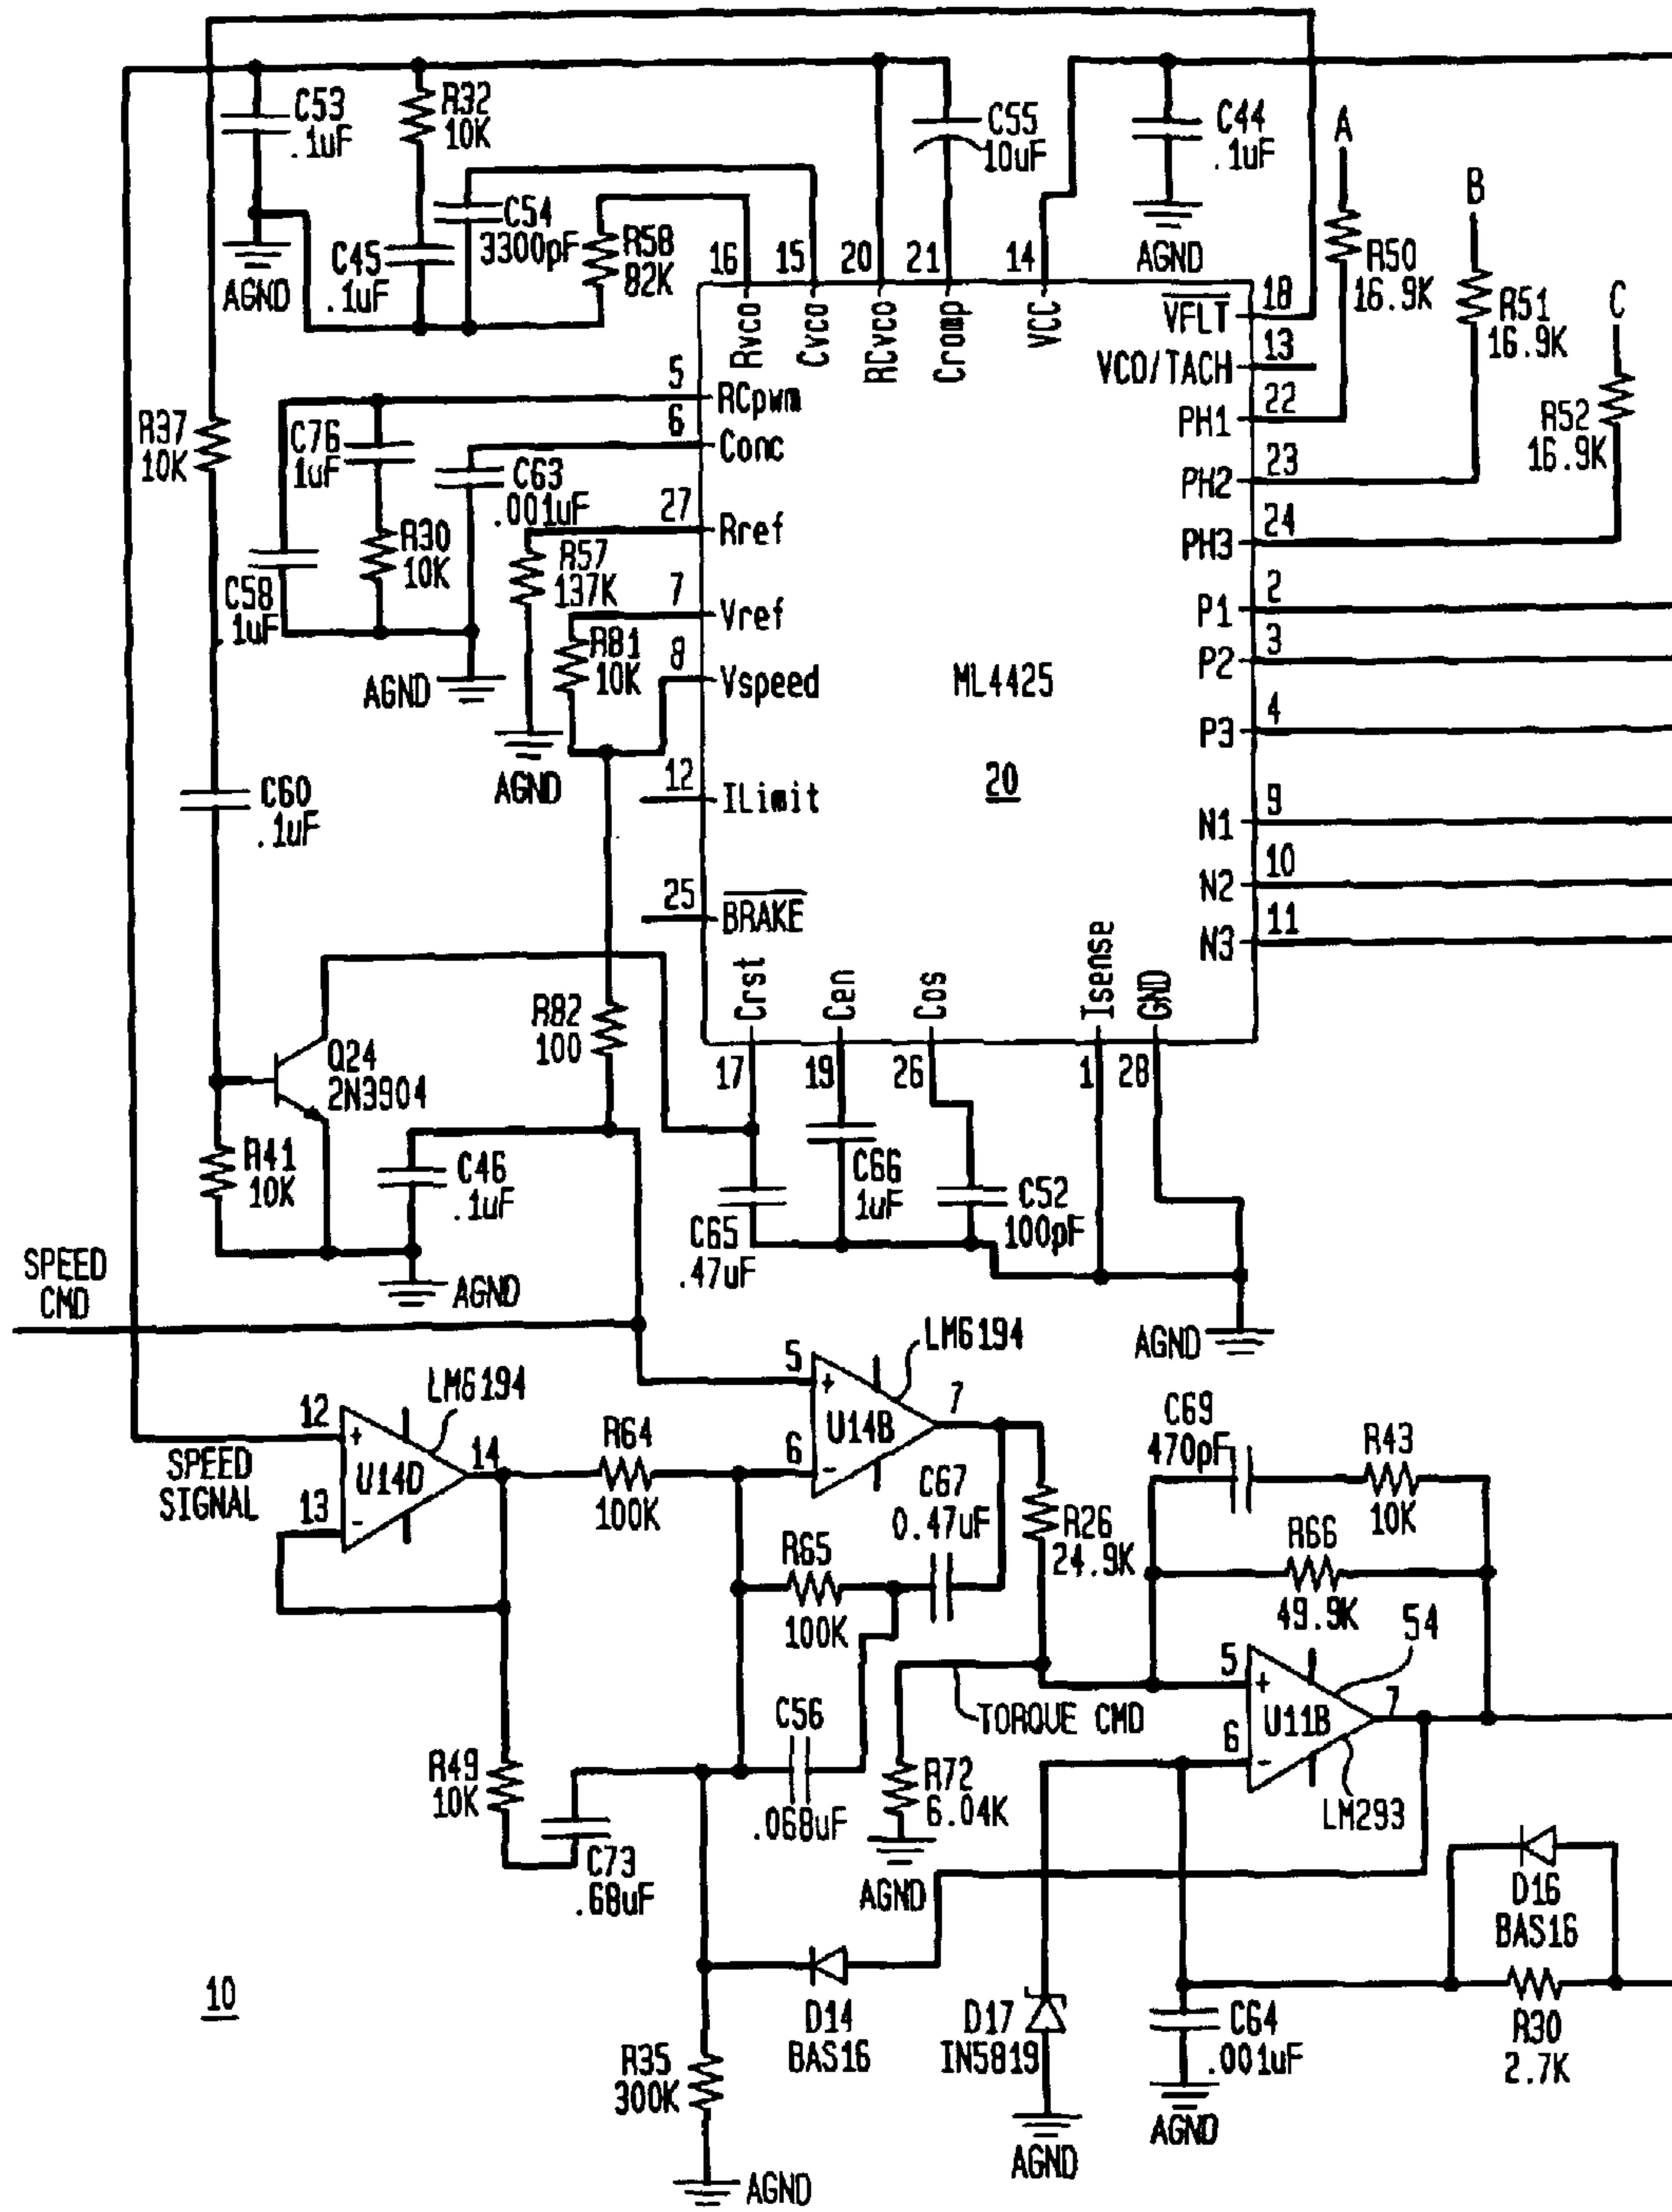 C53
.1uF
R32
10K
C55
10uF
C44
.1uF
A
B
C
C54
3300pF
R58
82K
C45
.1uF
AGND
AGND
R50
16.9K
R51
16.9K
R52
16.9K
16
15
20
21
14
Rvco
Cvco
RCvco
Cromp
VCC
18
VFLT
13
VCO/TACH
22
PH1
23
PH2
24
PH3
2
P1
3
P2
4
P3
9
N1
10
N2
11
N3
5
RCpwm
6
Conc
27
Rref
7
Vref
8
Vspeed
12
ILimit
25
BRAKE
ML4425
20
R37
10K
C76
1uF
C63
.001uF
R30
10K
C58
1uF
R57
137K
R81
10K
AGND
AGND
C60
.1uF
Crst
Cen
Cos
Isense
GND
17
19
26
1
28
R82
100
Q24
2N3904
R41
10K
C46
.1uF
C66
1uF
C65
.47uF
C52
100pF
AGND
AGND
SPEED
CMD
LM6194
12
+
U14D
14
13
-
SPEED
SIGNAL
R64
100K
LM6194
5
+
U14B
7
6
-
C67
0.47uF
R65
100K
R26
24.9K
C69
470pF
R43
10K
R66
49.9K
54
5
+
U11B
7
6
-
LM293
TORQUE CMD
C56
.068uF
R72
6.04K
AGND
R49
10K
C73
.68uF
D16
BAS16
R30
2.7K
D14
BAS16
D17
IN5819
C64
.001uF
AGND
AGND
R35
300K
AGND
10